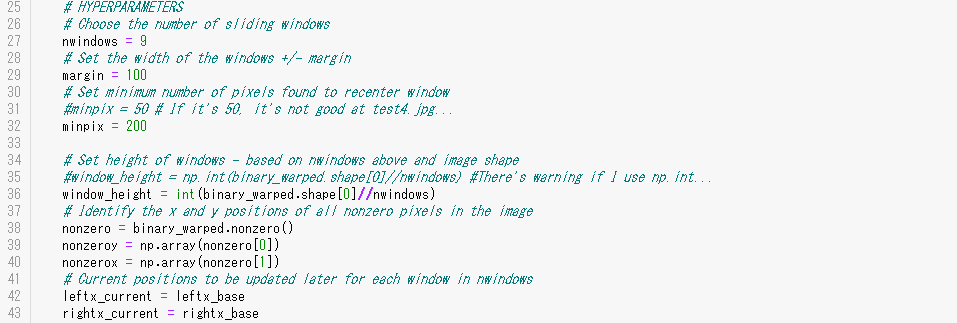 25 # HYPERPARAMETERS
26 # Choose the number of sliding windows
27 nwindows = 9
28 # Set the width of the windows +/- margin
29 margin = 100
30 # Set minimum number of pixels found to recenter window
31 #minpix = 50 # If it's 50, it's not good at test4.jpg...
32 minpix = 200
33
34 # Set height of windows - based on nwindows above and image shape
35 #window_height = np.int(binary_warped.shape[0]//nwindows) #There's warning if I use np.int...
36 window_height = int(binary_warped.shape[0]//nwindows)
37 # Identify the x and y positions of all nonzero pixels in the image
38 nonzero = binary_warped.nonzero()
39 nonzeroy = np.array(nonzero[0])
40 nonzerox = np.array(nonzero[1])
41 # Current positions to be updated later for each window in nwindows
42 leftx_current = leftx_base
43 rightx_current = rightx_base